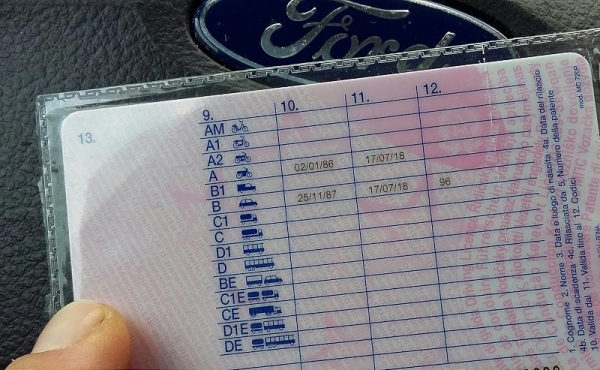 Ford
13.
9. 10. 11. 12.
AM
A1
A2 02/01/86 17/07/18
A
B1 25/11/87 17/07/18 96
B
C1
C
D1
D
BE
C1E
CE
D1E
DE
1. Cognome 2. Nome 3. Data e luogo di nascita 4a. Data del rilascio
4b. Data di scadenza 4c. Rilasciata da 5. Numero della patente
10. Valida dal 11. Valida fino al 12. Codici
mod. MC 720P